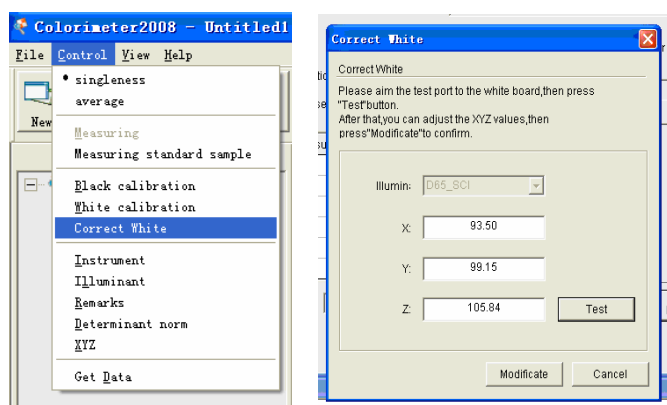 Colorimeter2008 - Untitled1
File Control View Help
New
singleness
average
Measuring
Measuring standard sample
Black calibration
White calibration
Correct White
Instrument
Illuminant
Remarks
Determinant norm
XYZ
Get Data
Correct White
Correct White
Please aim the test port to the white board,then press
"Test"button.
After that,you can adjust the XYZ values,then
press"Modificate"to confirm.
Illumin: D65_SCI
X: 93.50
Y: 99.15
Z: 105.84 Test
Modificate Cancel